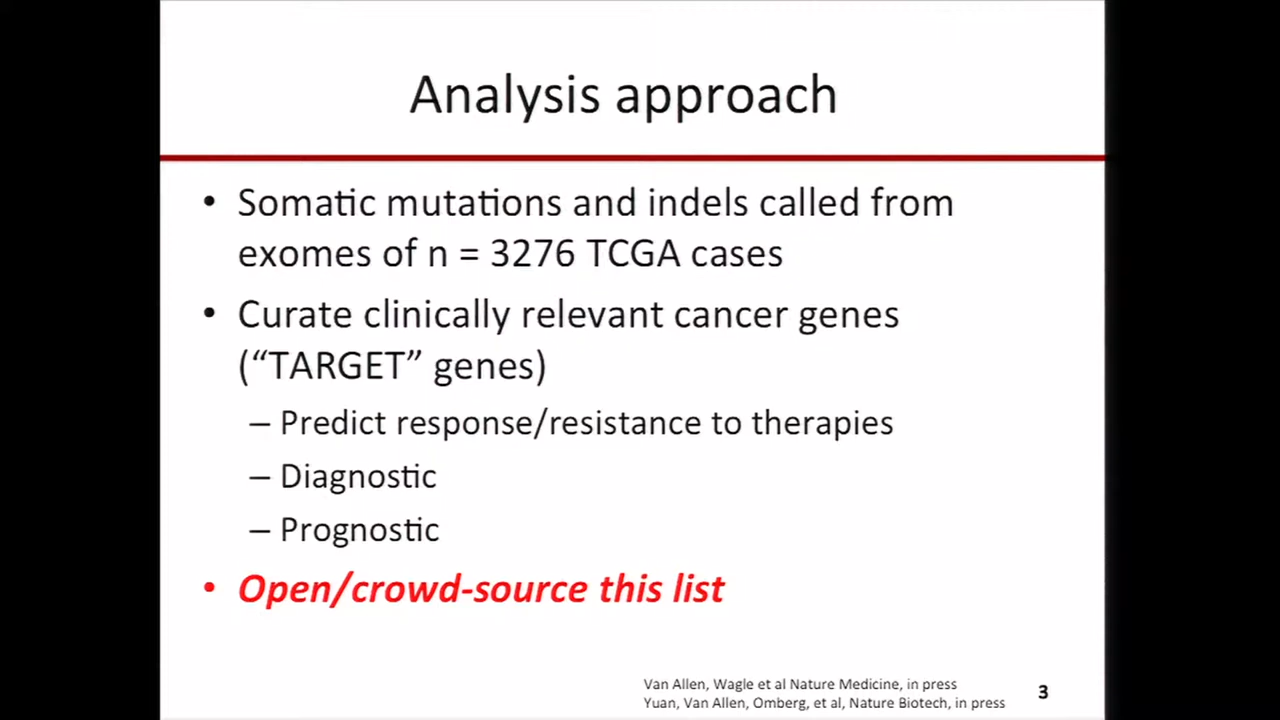 Analysis approach
• Somatic mutations and indels called from
exomes of n = 3276 TCGA cases
• Curate clinically relevant cancer genes
(“TARGET” genes)
– Predict response/resistance to therapies
– Diagnostic
– Prognostic
• Open/crowd-source this list
Van Allen, Wagle et al Nature Medicine, in press
Yuan, Van Allen, Omberg, et al, Nature Biotech, in press
3